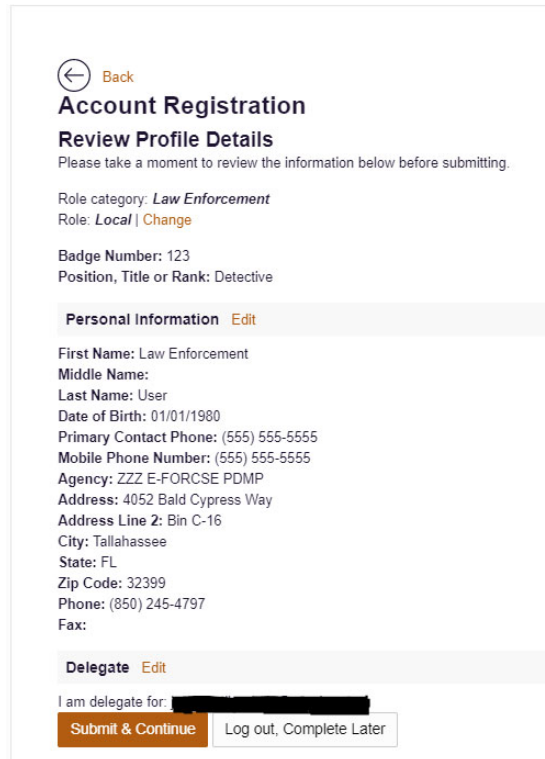 Back
Account Registration
Review Profile Details
Please take a moment to review the information below before submitting.
Role category: Law Enforcement
Role: Local | Change
Badge Number: 123
Position, Title or Rank: Detective
Personal Information Edit
First Name: Law Enforcement
Middle Name:
Last Name: User
Date of Birth: 01/01/1980
Primary Contact Phone: (555) 555-5555
Mobile Phone Number: (555) 555-5555
Agency: ZZZ E-FORCSE PDMP
Address: 4052 Bald Cypress Way
Address Line 2: Bin C-16
City: Tallahassee
State: FL
Zip Code: 32399
Phone: (850) 245-4797
Fax:
Delegate Edit
I am delegate for:
Submit & Continue Log out, Complete Later